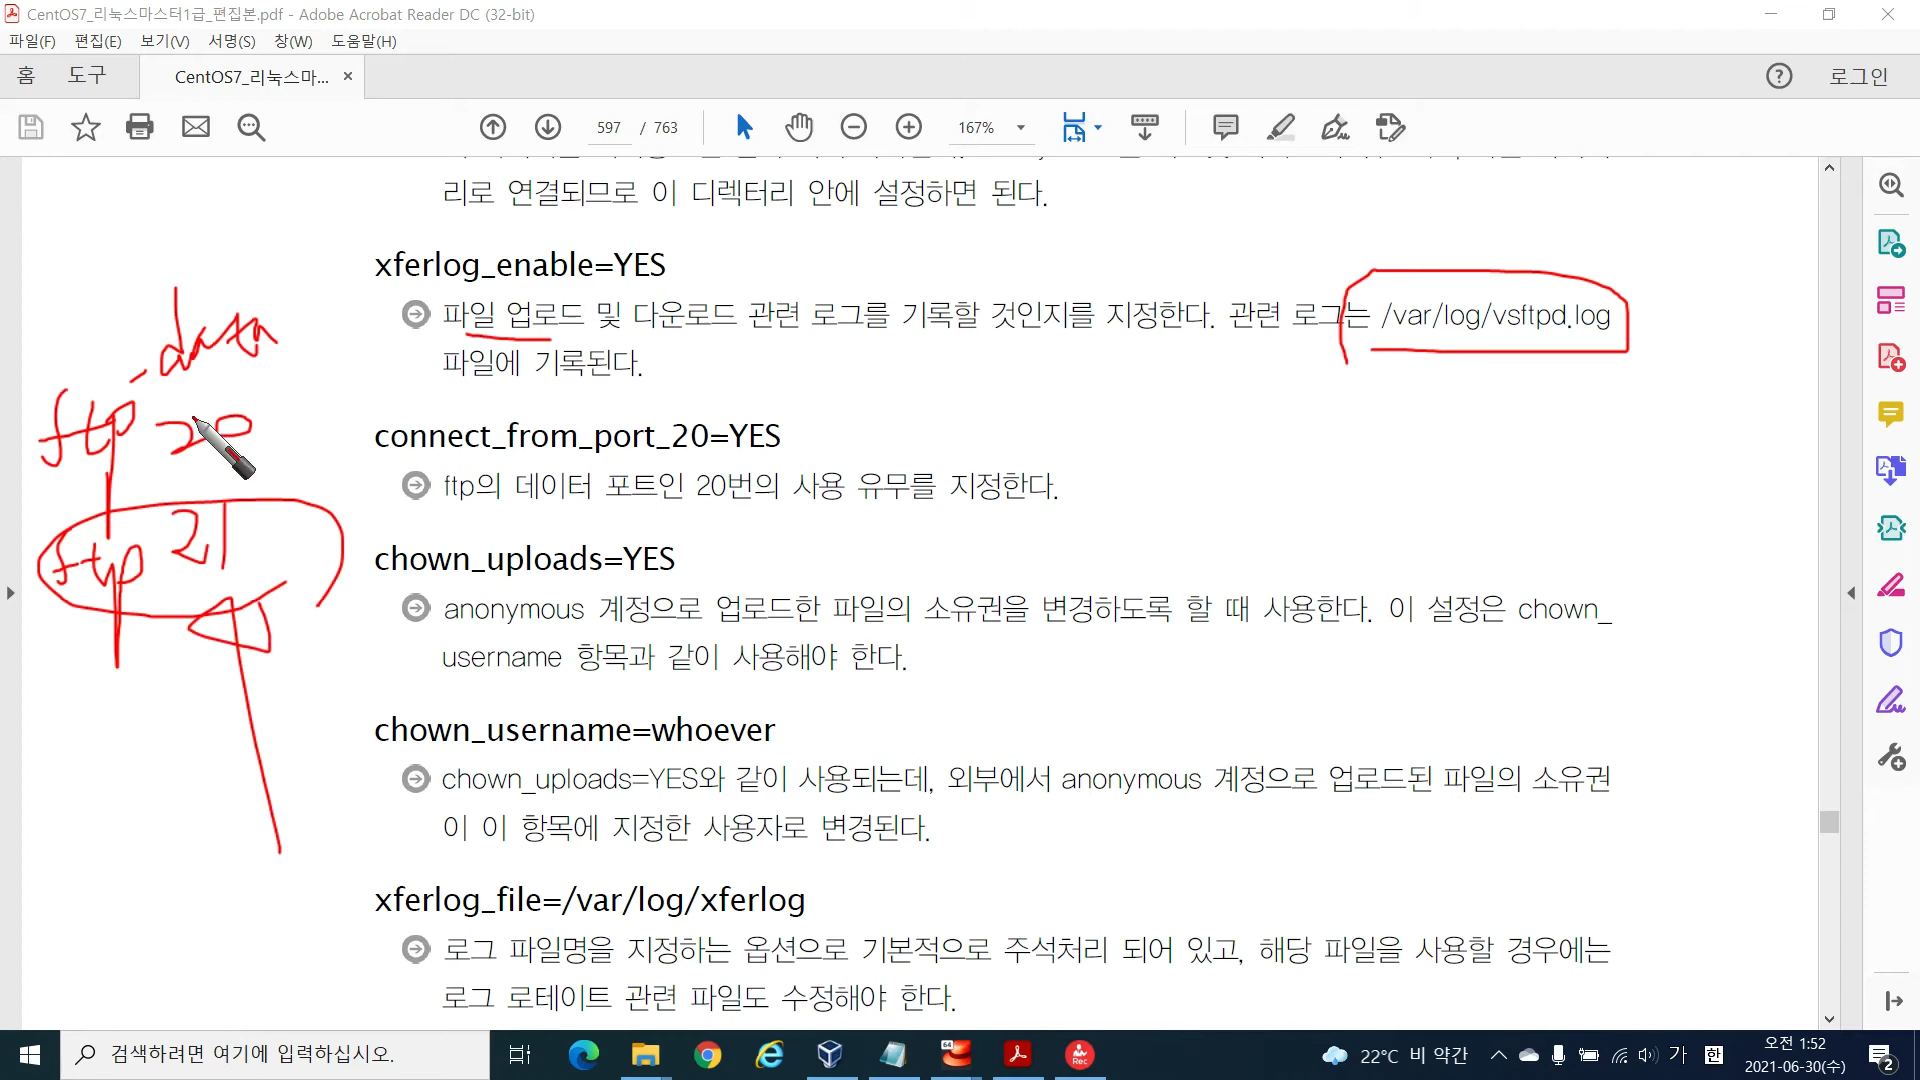 CentOS7_리눅스마스터1급_편집본.pdf - Adobe Acrobat Reader DC (32-bit)
파일(F) 편집(E) 보기(V) 서명(S) 창(W) 도움말(H)
홈 도구 CentOS7_리눅스마... × ? 로그인
597 / 763 167%
리로 연결되므로 이 디렉터리 안에 설정하면 된다.
xferlog_enable=YES
파일 업로드 및 다운로드 관련 로그를 기록할 것인지를 지정한다. 관련 로그는 /var/log/vsftpd.log
파일에 기록된다.
-data
ftp 20
connect_from_port_20=YES
ftp의 데이터 포트인 20번의 사용 유무를 지정한다.
ftp 21
chown_uploads=YES
anonymous 계정으로 업로드한 파일의 소유권을 변경하도록 할 때 사용한다. 이 설정은 chown_
username 항목과 같이 사용해야 한다.
chown_username=whoever
chown_uploads=YES와 같이 사용되는데, 외부에서 anonymous 계정으로 업로드된 파일의 소유권
이 이 항목에 지정한 사용자로 변경된다.
xferlog_file=/var/log/xferlog
로그 파일명을 지정하는 옵션으로 기본적으로 주석처리 되어 있고, 해당 파일을 사용할 경우에는
로그 로테이트 관련 파일도 수정해야 한다.
검색하려면 여기에 입력하십시오.
64
Rec
22°C 비 약간
가 한
오전 1:52
2021-06-30(수)
2